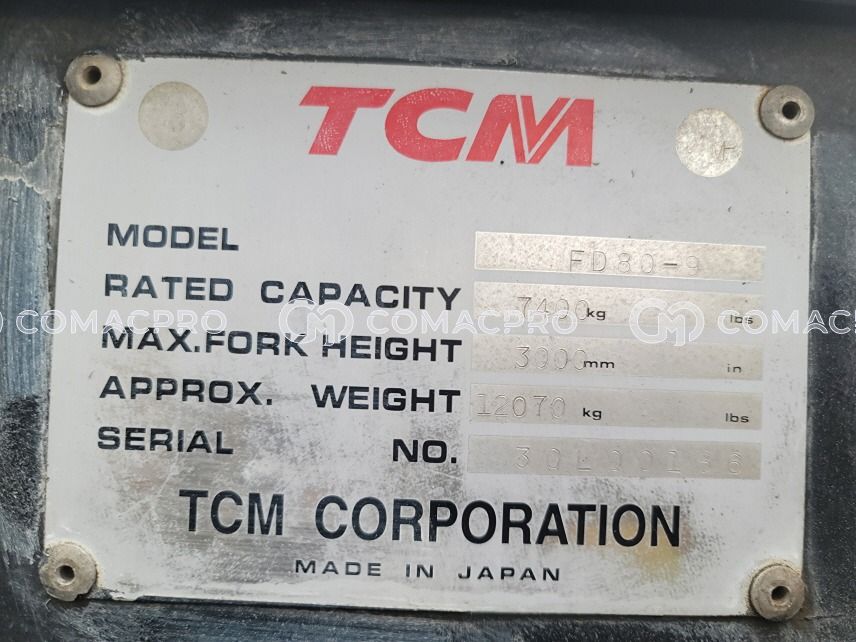 TCM
MODEL FD80-9
RATED CAPACITY 7400 kg lbs
COMACPRO COMACPRO COMACPRO
MAX.FORK HEIGHT 3000 mm in
APPROX. WEIGHT 12070 kg lbs
SERIAL NO.
TCM CORPORATION
MADE IN JAPAN